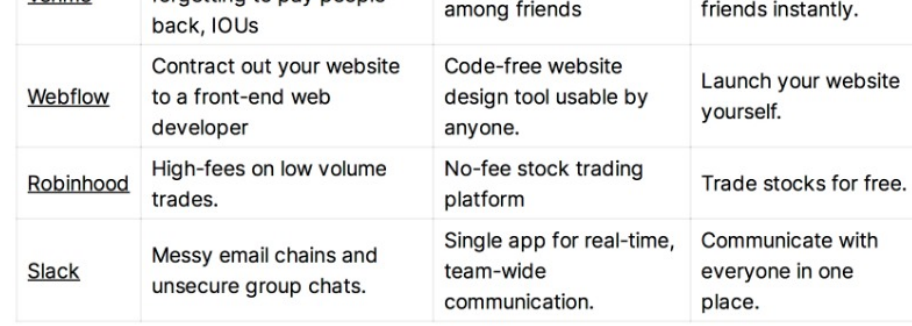 back, IOUs
among friends
friends instantly.
Webflow
Contract out your website
to a front-end web
developer
Code-free website
design tool usable by
anyone.
Launch your website
yourself.
Robinhood
High-fees on low volume
trades.
No-fee stock trading
platform
Trade stocks for free.
Slack
Messy email chains and
unsecure group chats.
Single app for real-time,
team-wide
communication.
Communicate with
everyone in one
place.